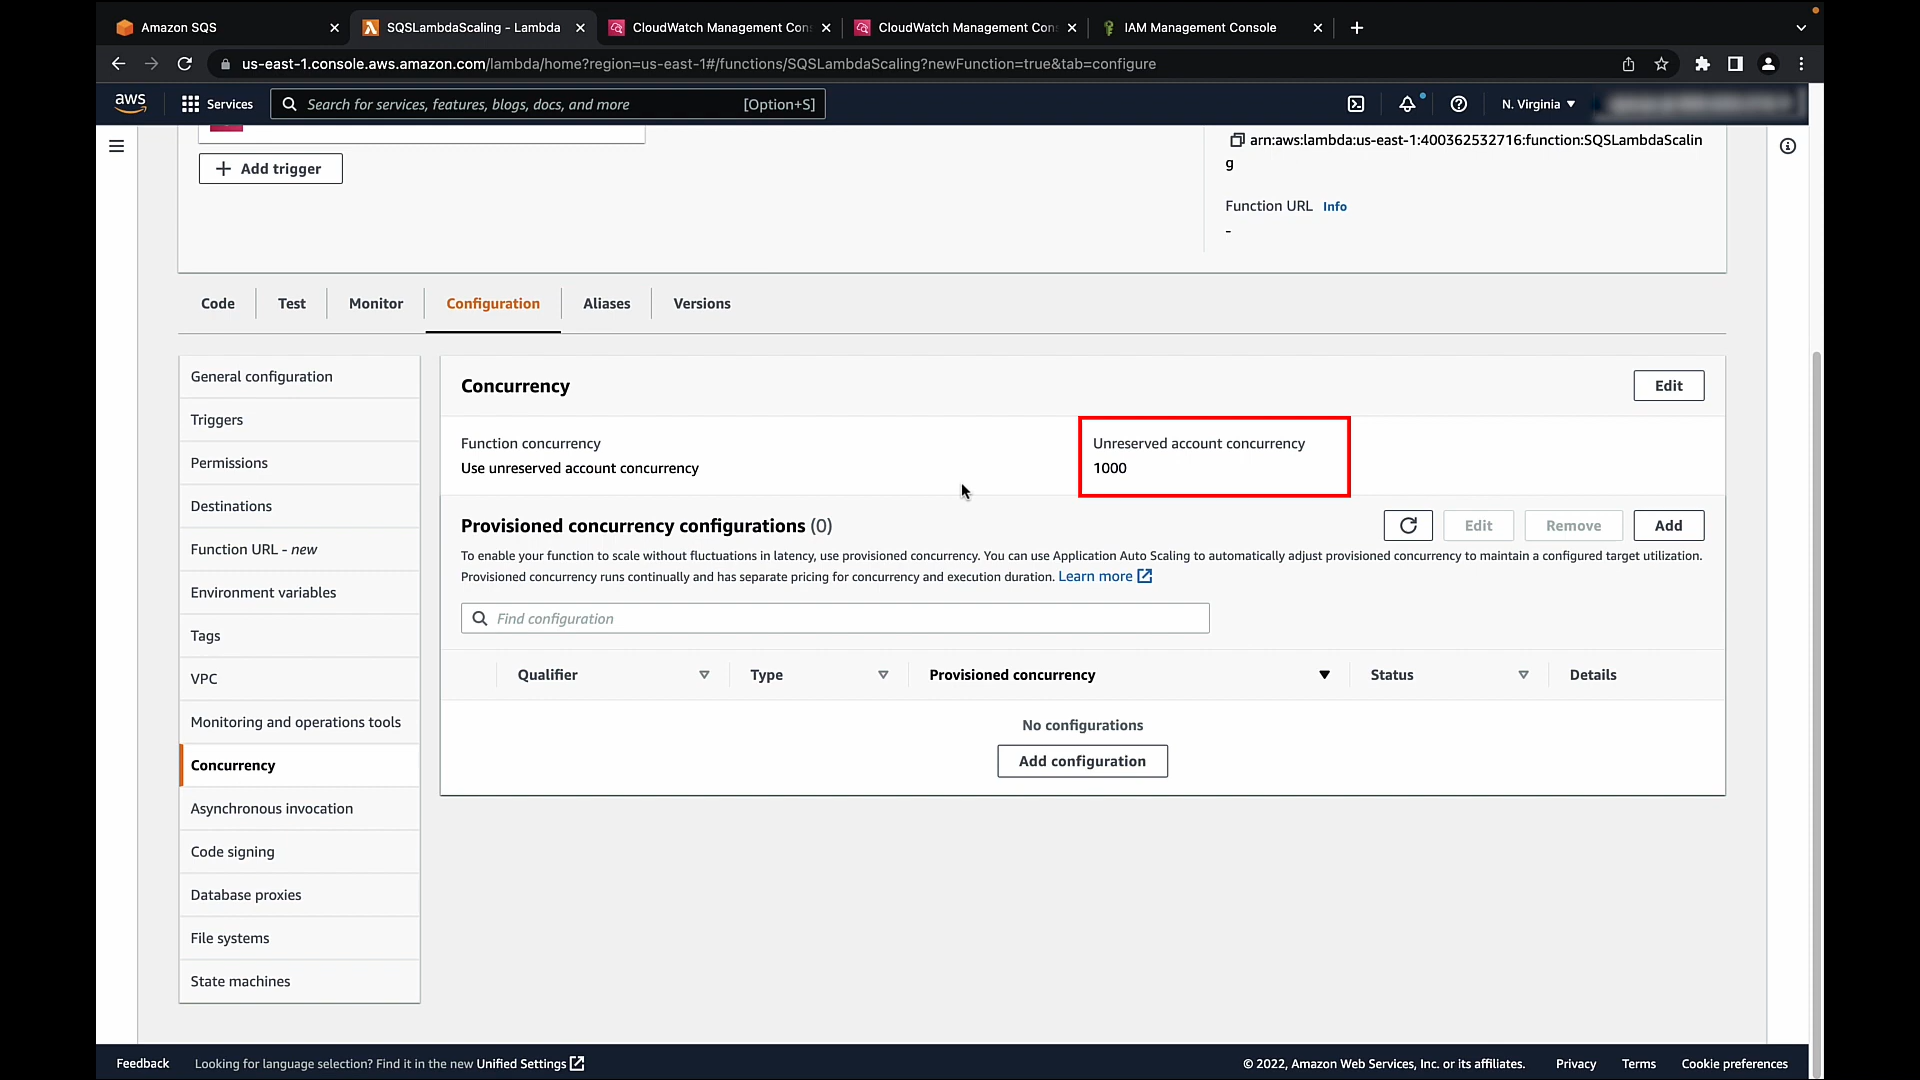 Amazon SQS
SQSLambdaScaling - Lambda
CloudWatch Management Con
CloudWatch Management Con
IAM Management Console
us-east-1.console.aws.amazon.com/lambda/home?region=us-east-1#/functions/SQSLambdaScaling?newFunction=true&tab=configure
aws
Services
Search for services, features, blogs, docs, and more
[Option+S]
N. Virginia
arn:aws:lambda:us-east-1:400362532716:function:SQSLambdaScalin
g
Add trigger
Function URL Info
-
Code
Test
Monitor
Configuration
Aliases
Versions
General configuration
Triggers
Permissions
Destinations
Function URL - new
Environment variables
Tags
VPC
Monitoring and operations tools
Concurrency
Asynchronous invocation
Code signing
Database proxies
File systems
State machines
Concurrency
Edit
Function concurrency
Use unreserved account concurrency
Unreserved account concurrency
1000
Provisioned concurrency configurations (0)
Edit
Remove
Add
To enable your function to scale without fluctuations in latency, use provisioned concurrency. You can use Application Auto Scaling to automatically adjust provisioned concurrency to maintain a configured target utilization.
Provisioned concurrency runs continually and has separate pricing for concurrency and execution duration. Learn more
Find configuration
Qualifier
Type
Provisioned concurrency
Status
Details
No configurations
Add configuration
Feedback
Looking for language selection? Find it in the new Unified Settings
© 2022, Amazon Web Services, Inc. or its affiliates.
Privacy
Terms
Cookie preferences